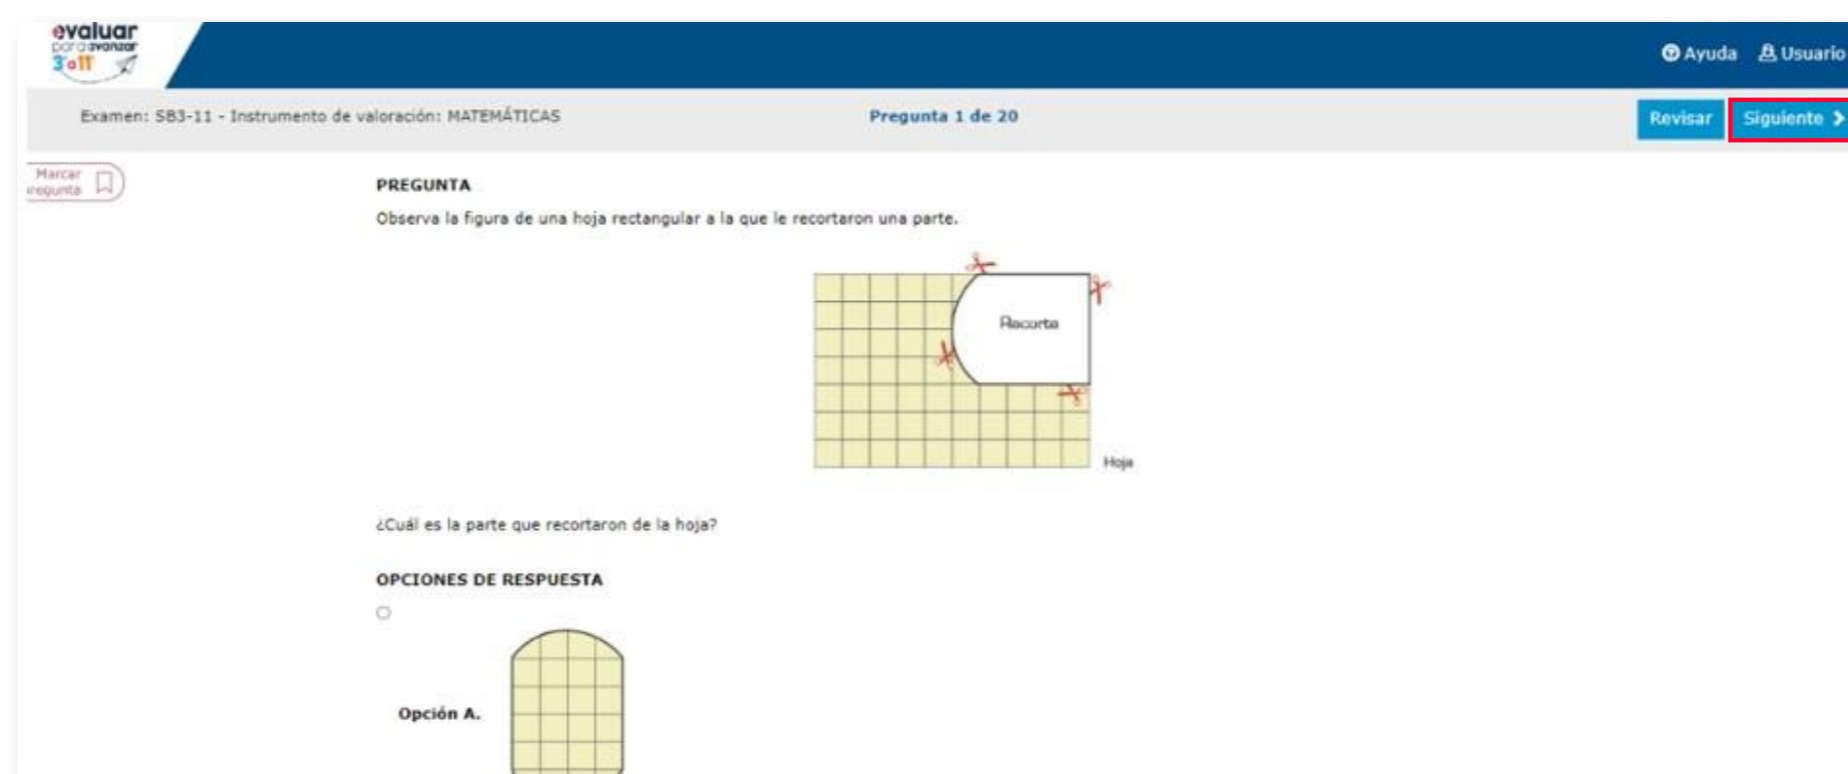 evaluar
para avanzar
3°a11°
Ayuda
Usuario
Examen: SB3-11 - Instrumento de valoración: MATEMÁTICAS
Pregunta 1 de 20
Revisar
Siguiente
Marcar
pregunta
PREGUNTA
Observa la figura de una hoja rectangular a la que le recortaron una parte.
Recorte
Hoja
¿Cuál es la parte que recortaron de la hoja?
OPCIONES DE RESPUESTA
Opción A.